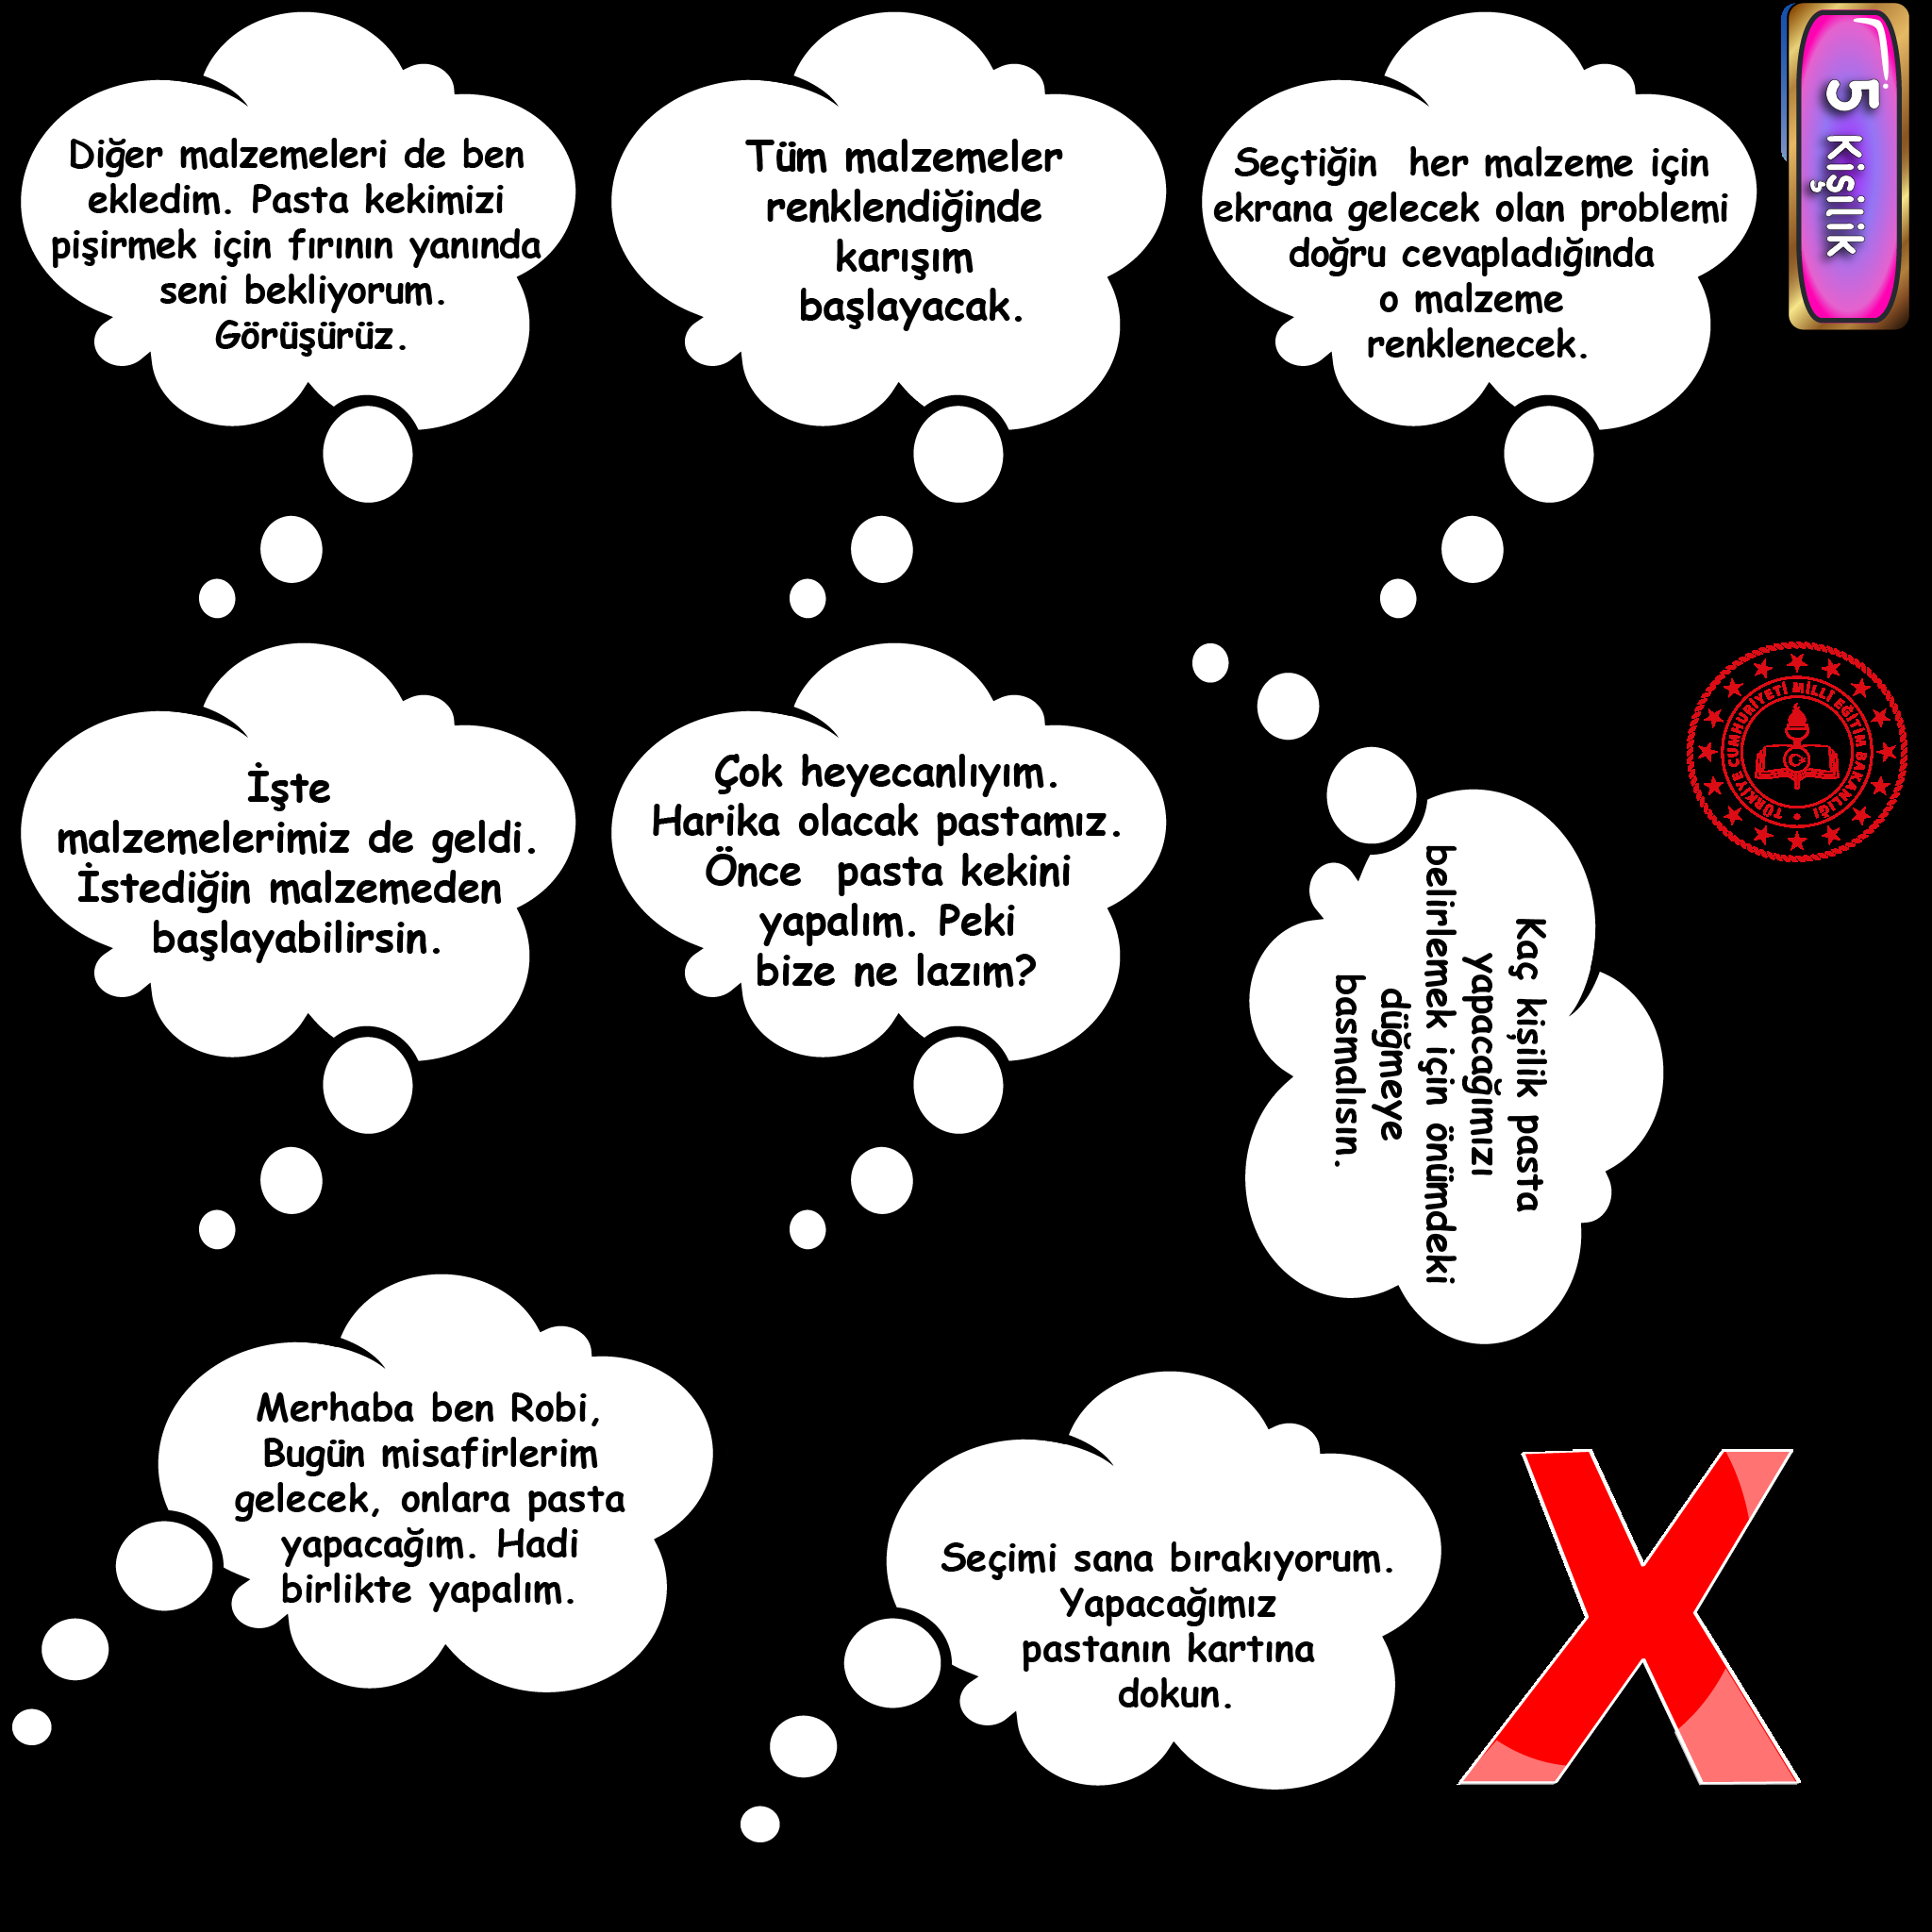 Diğer malzemeleri de ben
ekledim. Pasta kekimizi
pişirmek için fırının yanında
seni bekliyorum.
Görüşürüz.
Tüm malzemeler
renklendiğinde
karışım
başlayacak.
Seçtiğin her malzeme için
ekrana gelecek olan problemi
doğru cevapladığında
o malzeme
renklenecek.
5 Kişilik
İşte
malzemelerimiz de geldi.
İstediğin malzemeden
başlayabilirsin.
Çok heyecanlıyım.
Harika olacak pastamız.
Önce pasta kekini
yapalım. Peki
bize ne lazım?
Kaç kişilik pasta
yapacağımızı
belirlemek için önümdeki
düğmeye
basmalısın.
TÜRKİYE CUMHURİYETİ MİLLÎ EĞİTİM BAKANLIĞI
Merhaba ben Robi,
Bugün misafirlerim
gelecek, onlara pasta
yapacağım. Hadi
birlikte yapalım.
Seçimi sana bırakıyorum.
Yapacağımız
pastanın kartına
dokun.
X